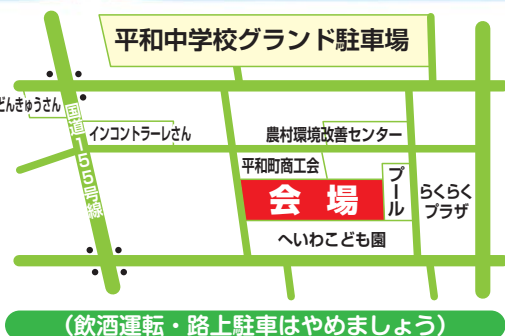 平和中学校グランド駐車場
どんきゅうさん
国道155号線
インコントラーレさん
農村環境改善センター
平和町商工会
会場
プール
らくらく
プラザ
へいわこども園
(飲酒運転・路上駐車はやめましょう)